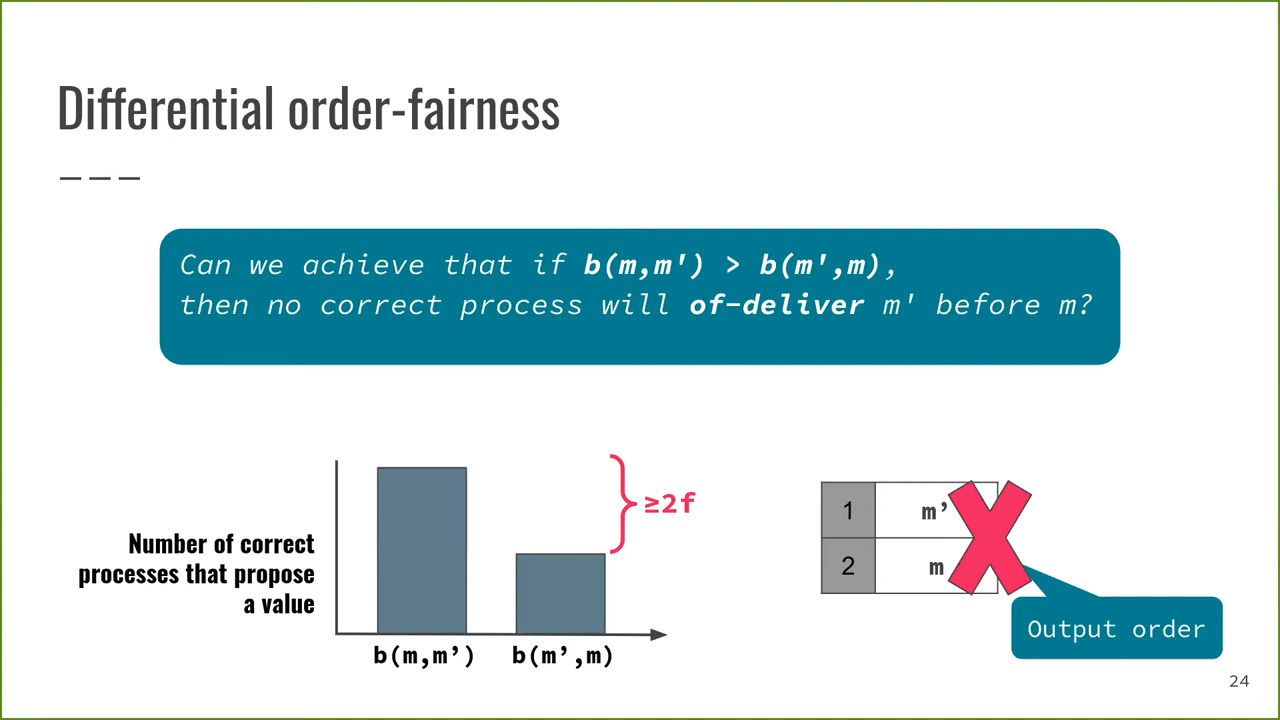 Differential order-fairness
Can we achieve that if b(m,m') > b(m',m),
then no correct process will of-deliver m' before m?
Number of correct
processes that propose
a value
≥2f
b(m,m’)
b(m’,m)
1
m’
2
m
Output order
24